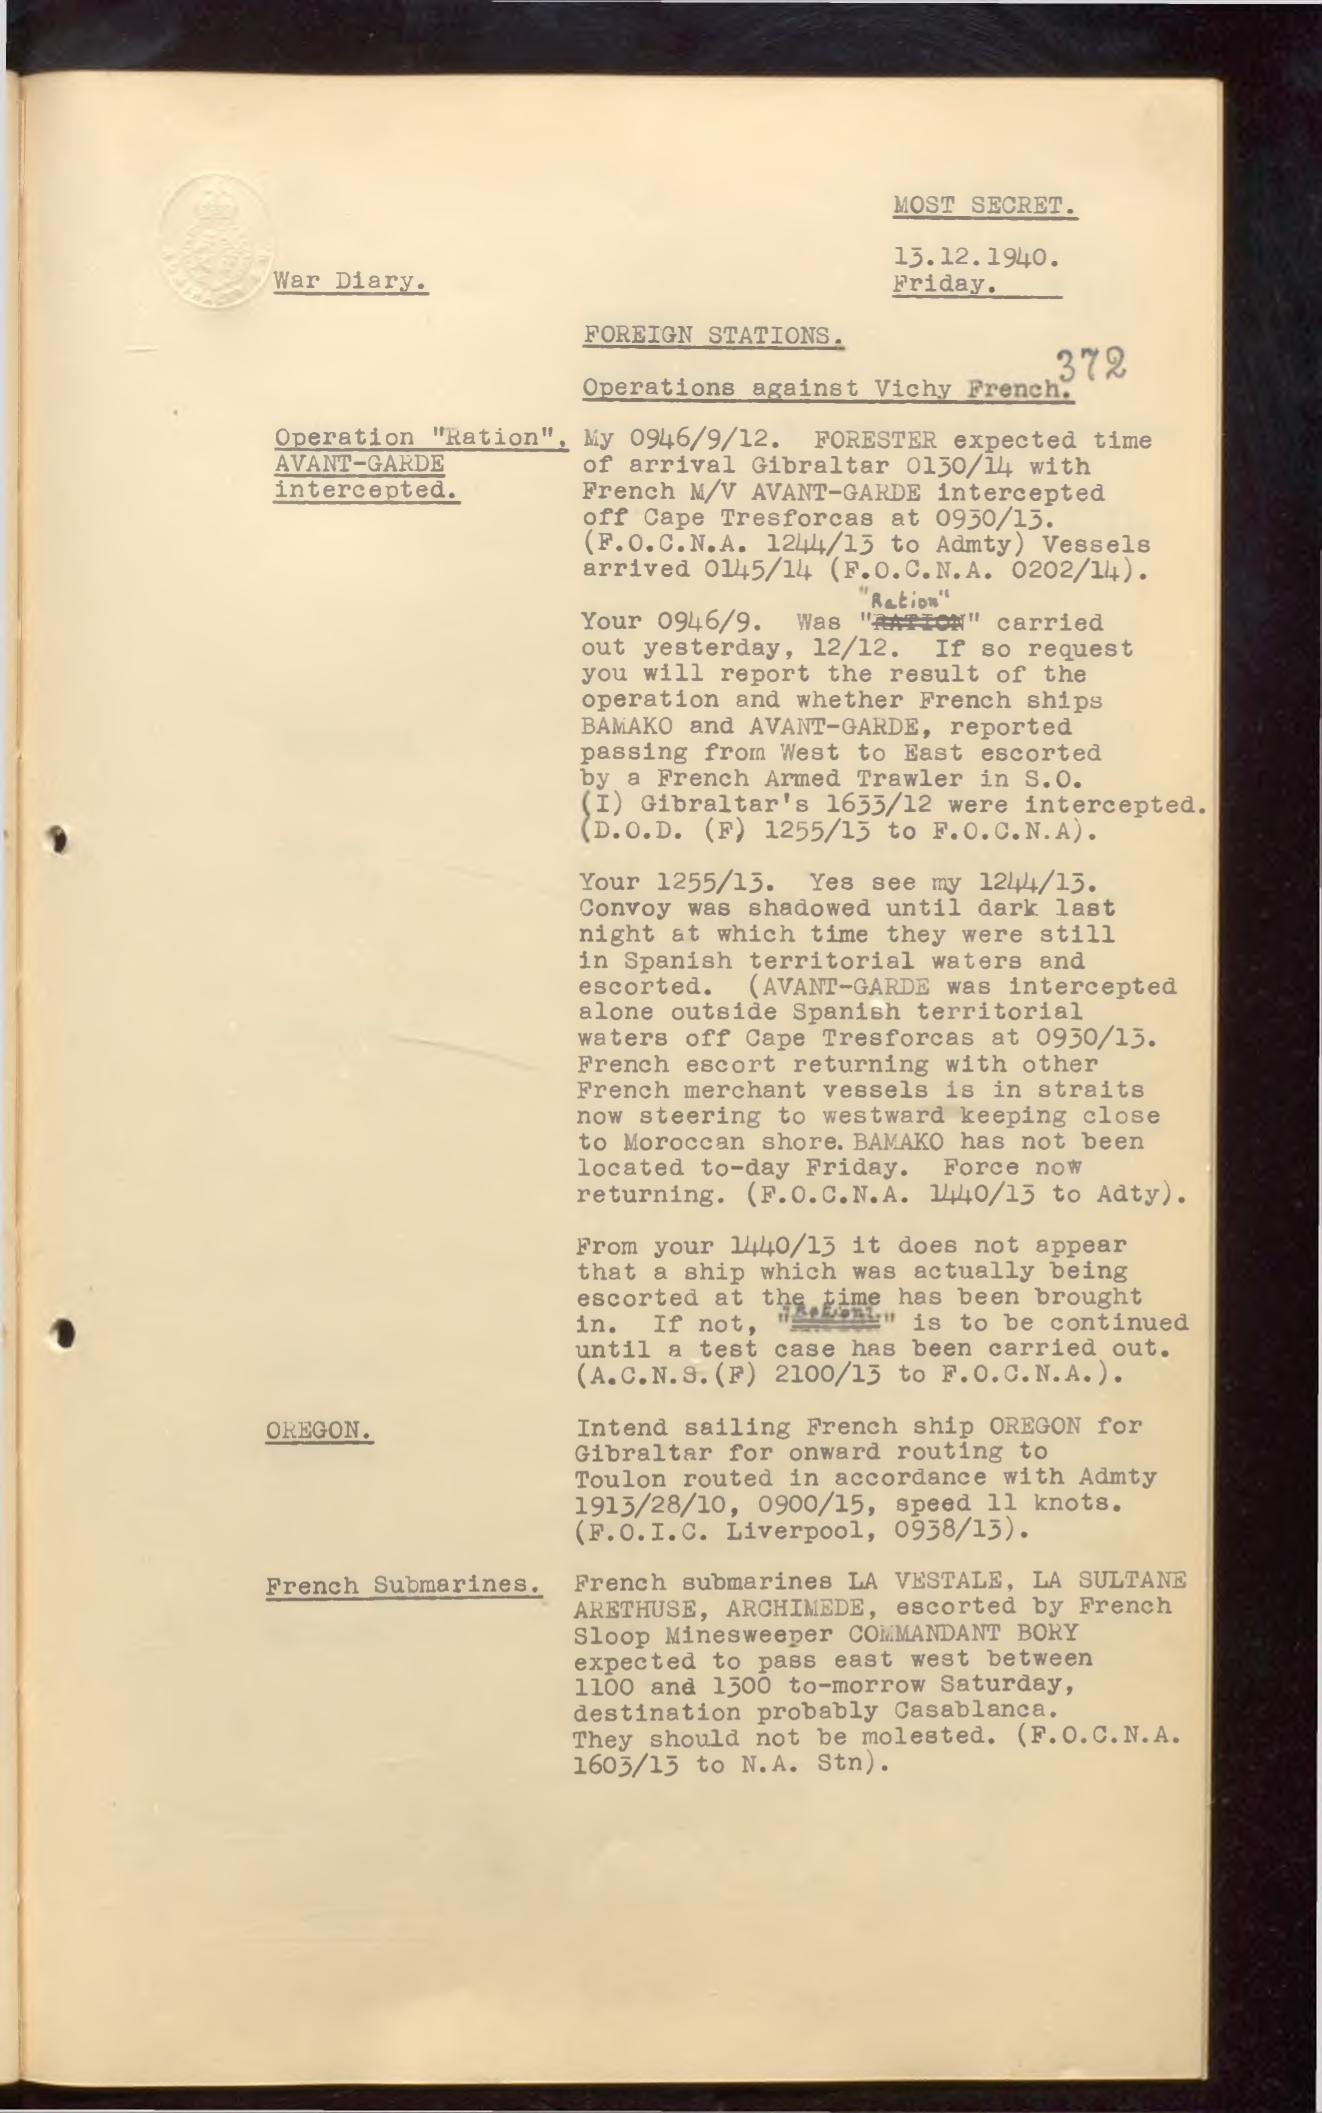 MOST SECRET.
13.12.1940.
War Diary.
Friday.
FOREIGN STATIONS.
372
Operations against Vichy French.
Operation "Ration".
AVANT-GARDE
intercepted.
My 0946/9/12. FORESTER expected time
of arrival Gibraltar 0130/14 with
French M/V AVANT-GARDE intercepted
off Cape Tresforcas at 0930/13.
(F.O.C.N.A. 1244/13 to Admty) Vessels
arrived 0145/14 (F.O.C.N.A. 0202/14).
"Ration"
Your 0946/9. Was "RATION" carried
out yesterday, 12/12. If so request
you will report the result of the
operation and whether French ships
BAMAKO and AVANT-GARDE, reported
passing from West to East escorted
by a French Armed Trawler in S.O.
(I) Gibraltar's 1633/12 were intercepted.
(D.O.D. (F) 1255/13 to F.O.C.N.A).
Your 1255/13. Yes see my 1244/13.
Convoy was shadowed until dark last
night at which time they were still
in Spanish territorial waters and
escorted. (AVANT-GARDE was intercepted
alone outside Spanish territorial
waters off Cape Tresforcas at 0930/13.
French escort returning with other
French merchant vessels is in straits
now steering to westward keeping close
to Moroccan shore. BAMAKO has not been
located to-day Friday. Force now
returning. (F.O.C.N.A. 1440/13 to Adty).
From your 1440/13 it does not appear
that a ship which was actually being
escorted at the time has been brought
in. If not, "Ration" is to be continued
until a test case has been carried out.
(A.C.N.S.(F) 2100/13 to F.O.C.N.A.).
OREGON.
Intend sailing French ship OREGON for
Gibraltar for onward routing to
Toulon routed in accordance with Admty
1913/28/10, 0900/15, speed 11 knots.
(F.O.I.C. Liverpool, 0938/13).
French Submarines.
French submarines LA VESTALE, LA SULTANE
ARETHUSE, ARCHIMEDE, escorted by French
Sloop Minesweeper COMMANDANT BORY
expected to pass east west between
1100 and 1300 to-morrow Saturday,
destination probably Casablanca.
They should not be molested. (F.O.C.N.A.
1603/13 to N.A. Stn).